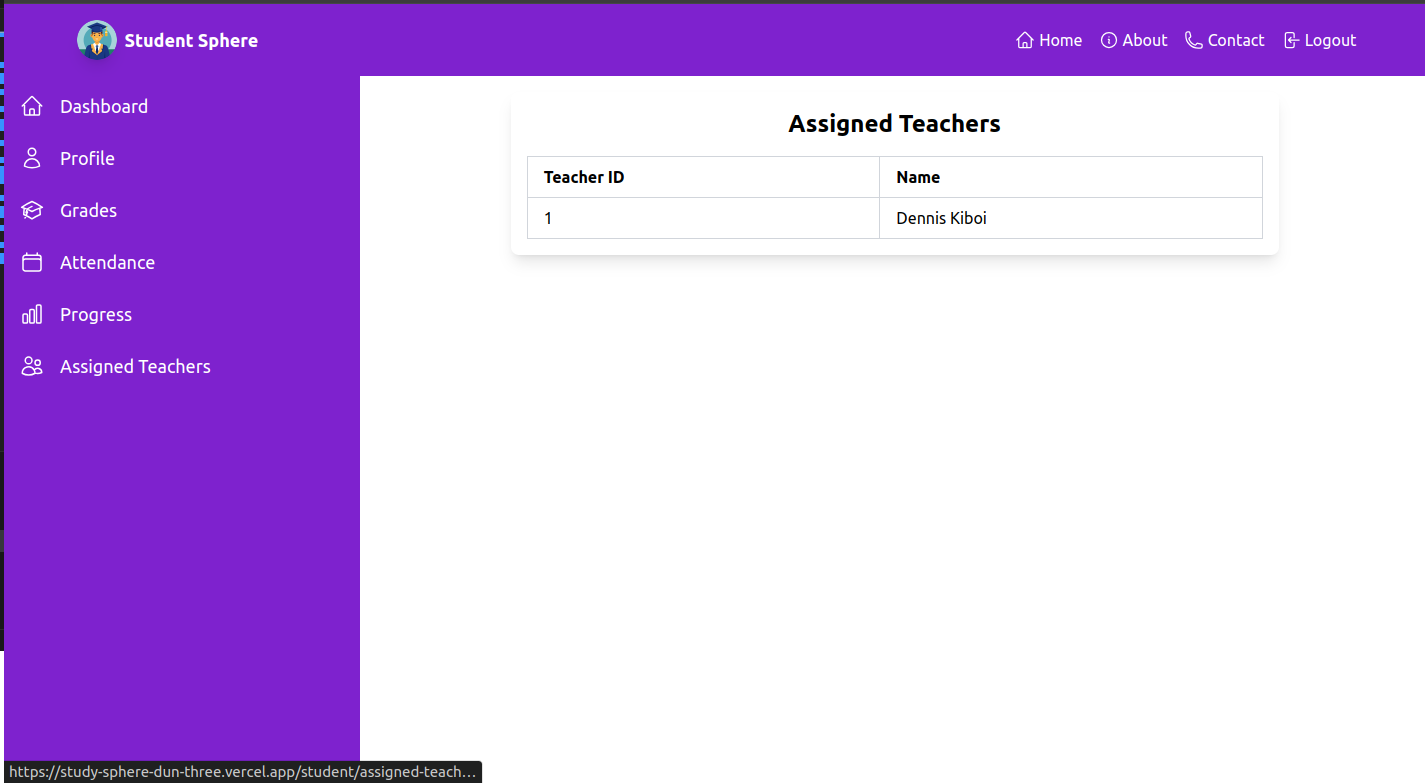 Student Sphere
Home About Contact Logout
Dashboard
Profile
Grades
Attendance
Progress
Assigned Teachers
Assigned Teachers
Teacher ID Name
1 Dennis Kiboi
https://study-sphere-dun-three.vercel.app/student/assigned-teach…